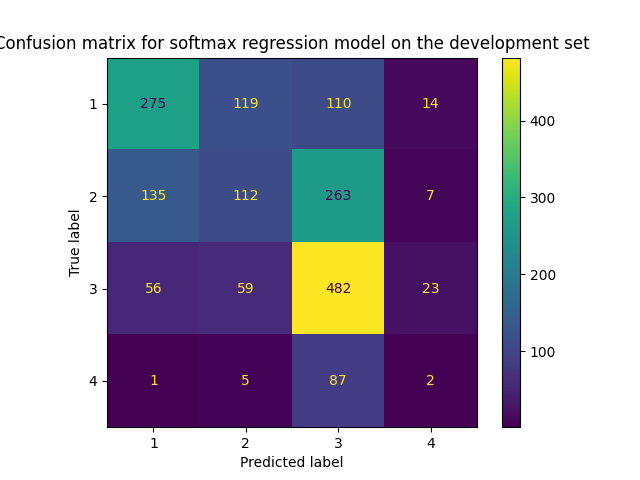 Confusion matrix for softmax regression model on the development set
1 275 119 110 14
2 135 112 263 7
3 56 59 482 23
4 1 5 87 2
1 2 3 4
True label
Predicted label
400
300
200
100